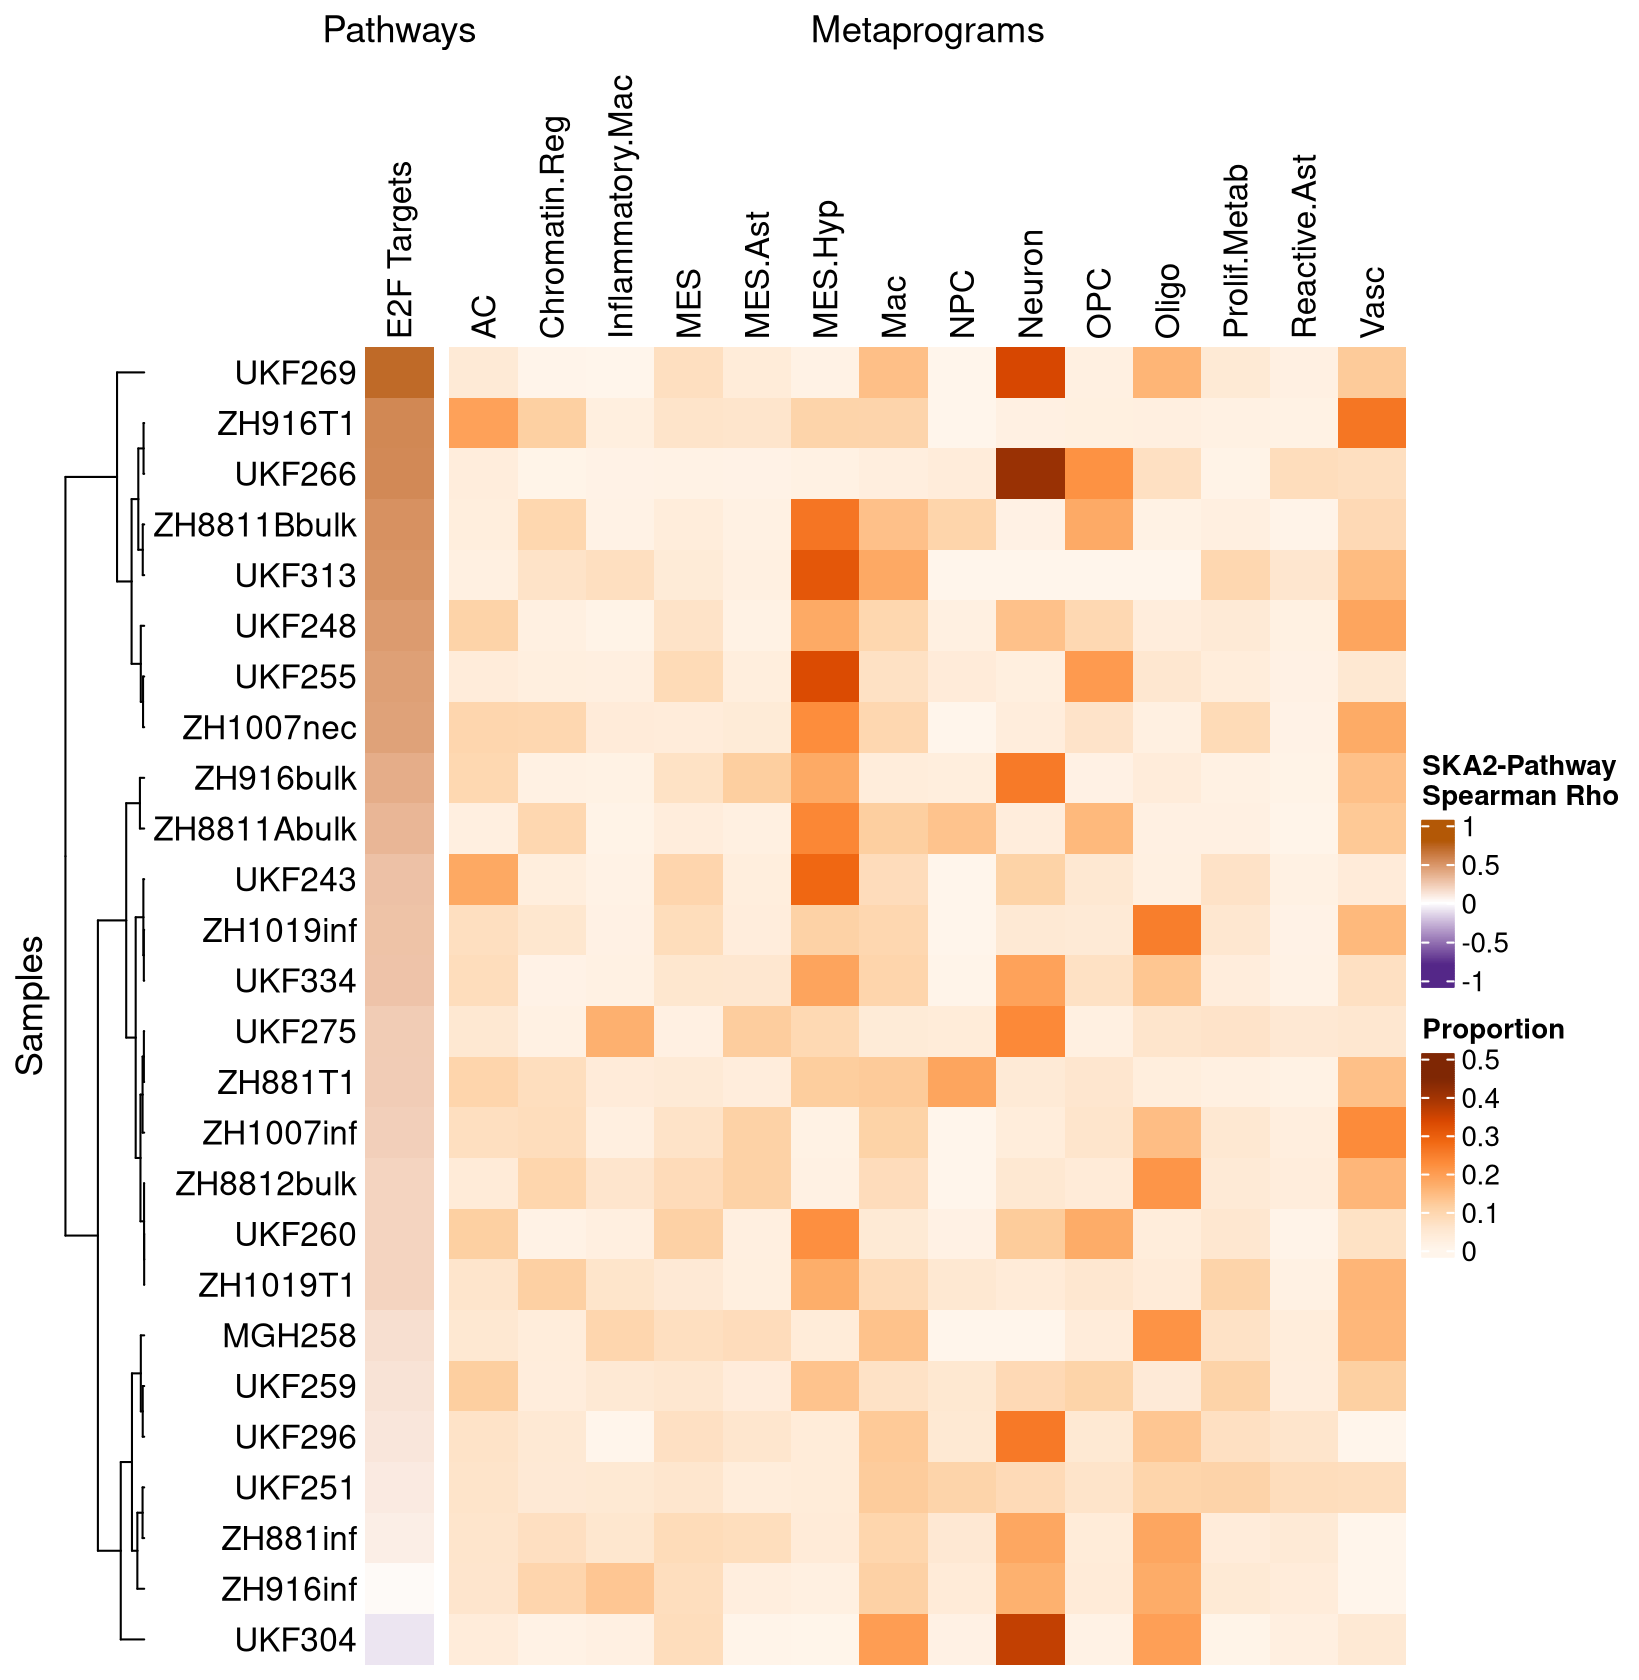 Pathways
Metaprograms
E2F Targets
AC
Chromatin.Reg
Inflammatory.Mac
MES
MES.Ast
MES.Hyp
Mac
NPC
Neuron
OPC
Oligo
Prolif.Metab
Reactive.Ast
Vasc
Samples
UKF269
ZH916T1
UKF266
ZH8811Bbulk
UKF313
UKF248
UKF255
ZH1007nec
ZH916bulk
ZH8811Abulk
UKF243
ZH1019inf
UKF334
UKF275
ZH881T1
ZH1007inf
ZH8812bulk
UKF260
ZH1019T1
MGH258
UKF259
UKF296
UKF251
ZH881inf
ZH916inf
UKF304
SKA2-Pathway
Spearman Rho
1
0.5
0
-0.5
-1
Proportion
0.5
0.4
0.3
0.2
0.1
0